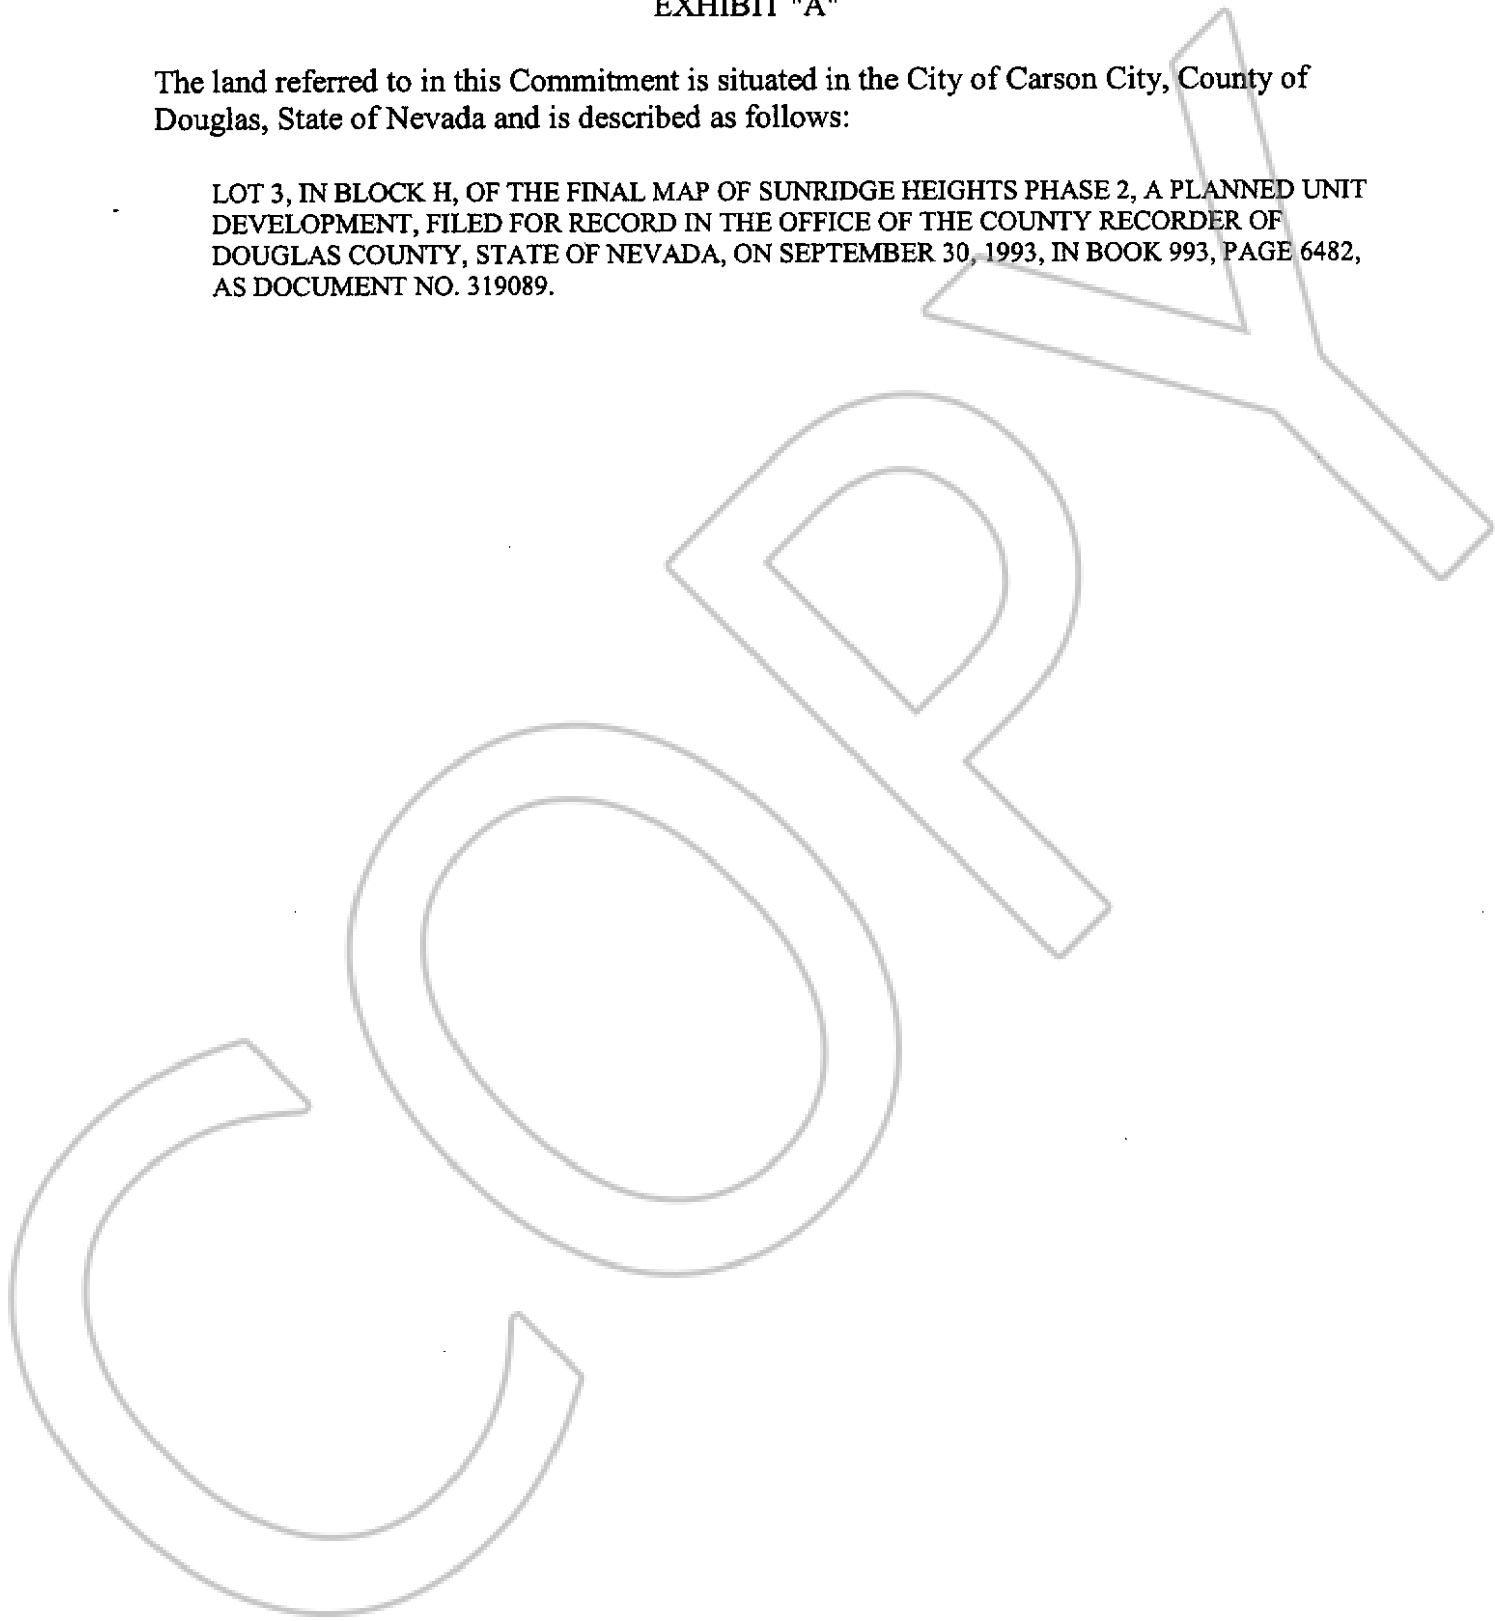 EXHIBIT "A"
The land referred to in this Commitment is situated in the City of Carson City, County of
Douglas, State of Nevada and is described as follows:
LOT 3, IN BLOCK H, OF THE FINAL MAP OF SUNRIDGE HEIGHTS PHASE 2, A PLANNED UNIT
DEVELOPMENT, FILED FOR RECORD IN THE OFFICE OF THE COUNTY RECORDER OF
DOUGLAS COUNTY, STATE OF NEVADA, ON SEPTEMBER 30, 1993, IN BOOK 993, PAGE 6482,
AS DOCUMENT NO. 319089.
COPY